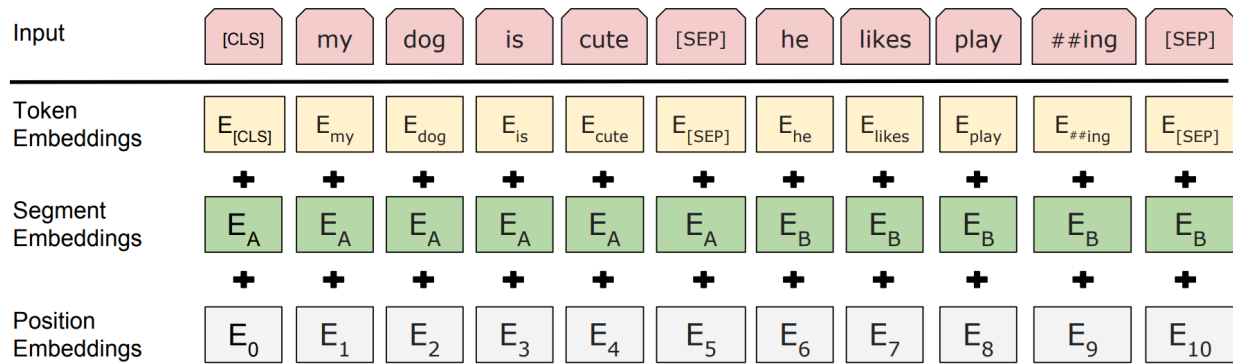 Input [CLS] my dog is cute [SEP] he likes play ##ing [SEP]
Token
Embeddings
E[CLS] Emy Edog Eis Ecute E[SEP] Ehe Elikes Eplay E##ing E[SEP]
+ + + + + + + + + + +
Segment
Embeddings
EA EA EA EA EA EA EB EB EB EB EB
+ + + + + + + + + + +
Position
Embeddings
E0 E1 E2 E3 E4 E5 E6 E7 E8 E9 E10